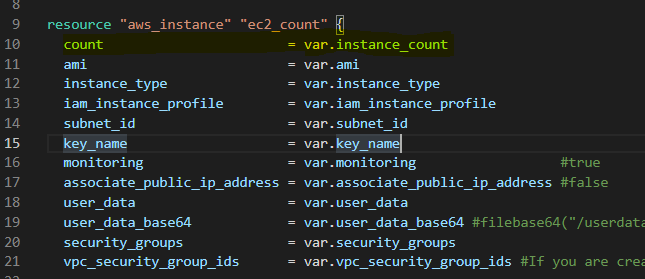 8
9 resource "aws_instance" "ec2_count" {
10 count = var.instance_count
11 ami = var.ami
12 instance_type = var.instance_type
13 iam_instance_profile = var.iam_instance_profile
14 subnet_id = var.subnet_id
15 key_name = var.key_name
16 monitoring = var.monitoring #true
17 associate_public_ip_address = var.associate_public_ip_address #false
18 user_data = var.user_data
19 user_data_base64 = var.user_data_base64 #filebase64("/userdata
20 security_groups = var.security_groups
21 vpc_security_group_ids = var.vpc_security_group_ids #If you are crea